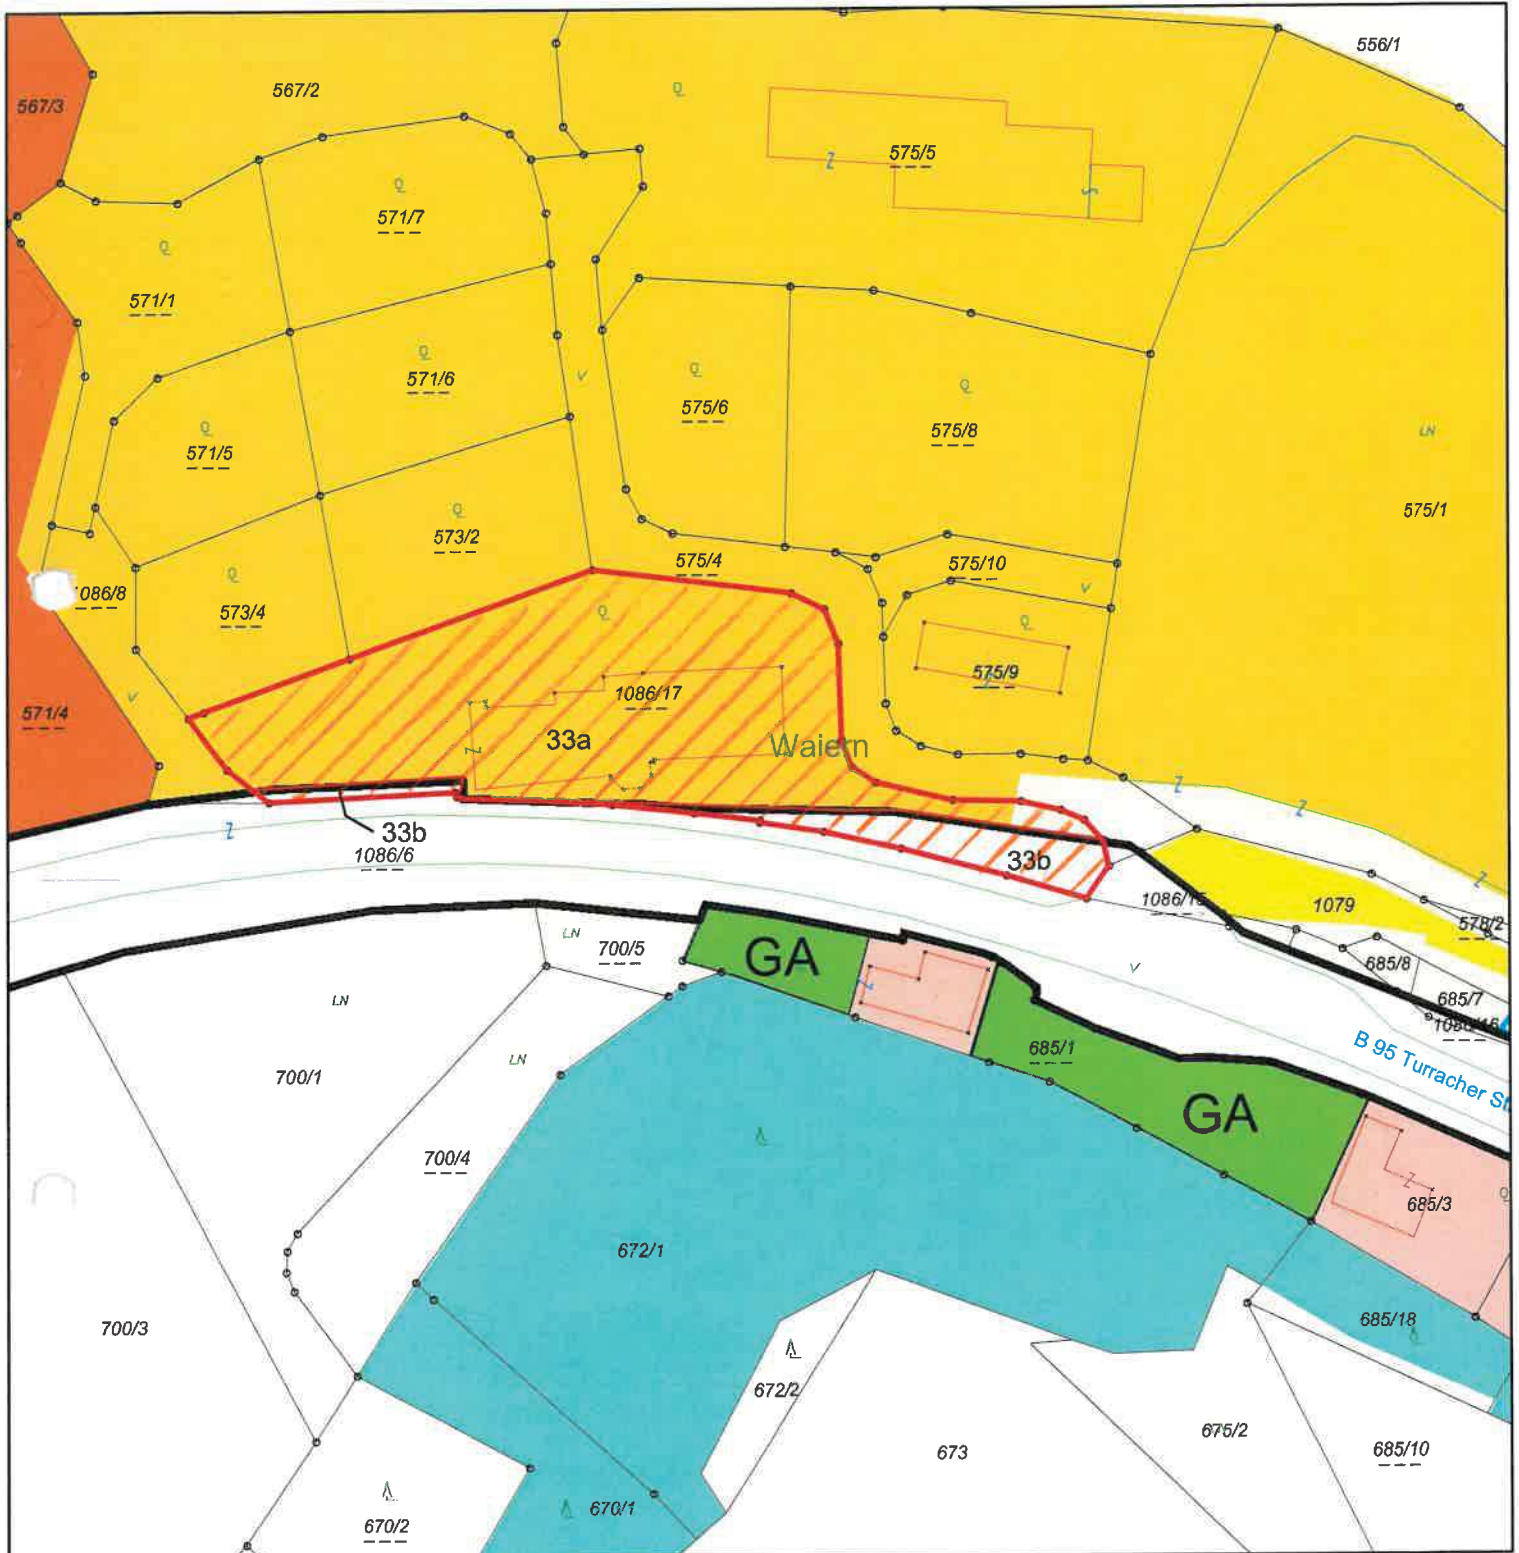 556/1
567/2
567/3
Q
Z
575/5
S
Q
571/7
Q
571/1
Q
571/6
V
Q
575/6
Q
575/8
LN
575/1
Q
571/5
Q
573/2
575/4
575/10
V
Q
573/4
Q
Q
575/9
Z
V
571/4
1086/17
33a
Waiern
Z
Z
Z
Z
33b
1086/6
Z
33b
1086/15
1079
578/2
LN
700/5
GA
V
685/8
685/7
LN
Z
LN
685/1
B 95 Turracher St
700/1
GA
700/4
Z
685/3
Q
672/1
700/3
685/18
672/2
675/2
673
685/10
670/1
670/2